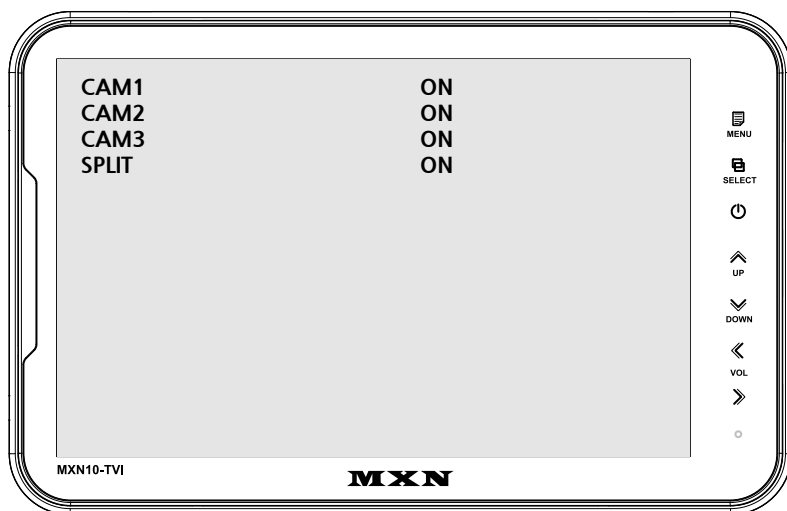 CAM1 ON
CAM2 ON
CAM3 ON
SPLIT ON
MENU
SELECT
UP
DOWN
VOL
MXN10-TVI
MXN